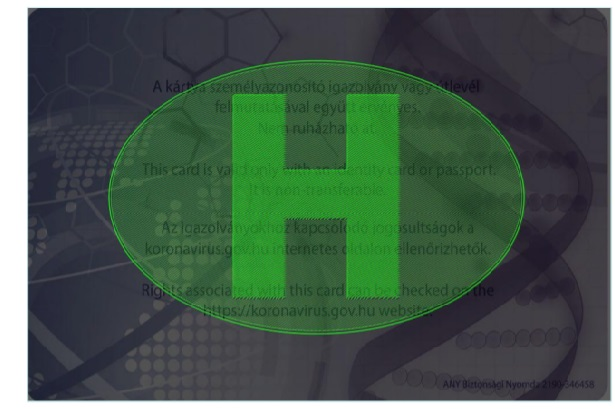 A kártya személyazonosító igazolvány vagy útlevél
felmutatásával együtt érvényes.
Nem ruházható át.
This card is valid only with an identity card or passport.
It is non-transferable.
Az igazolványokhoz kapcsolódó jogosultságok a
koronavirus.gov.hu internetes oldalon ellenőrizhetők.
Rights associated with this card can be checked on the
https://koronavirus.gov.hu website.
H
ANY Biztonsági Nyomda 2190-346458